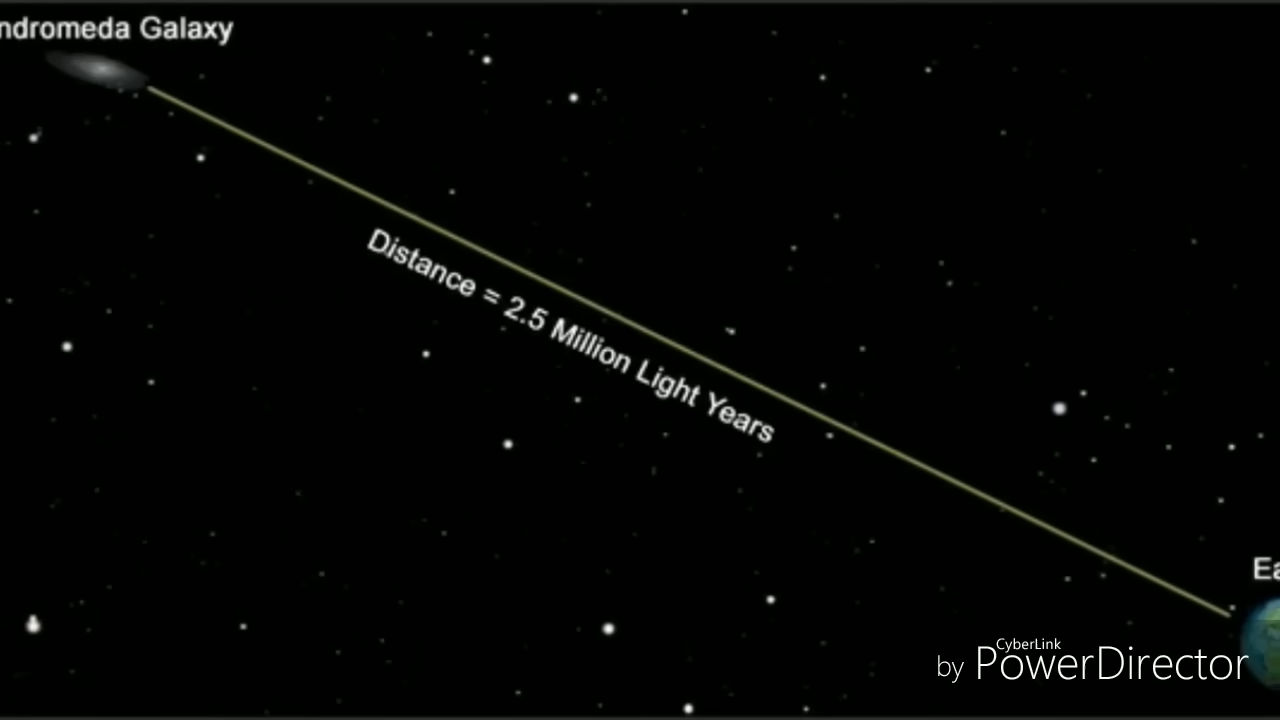 ndromeda Galaxy
Distance = 2.5 Million Light Years
Ea
CyberLink
by PowerDirector